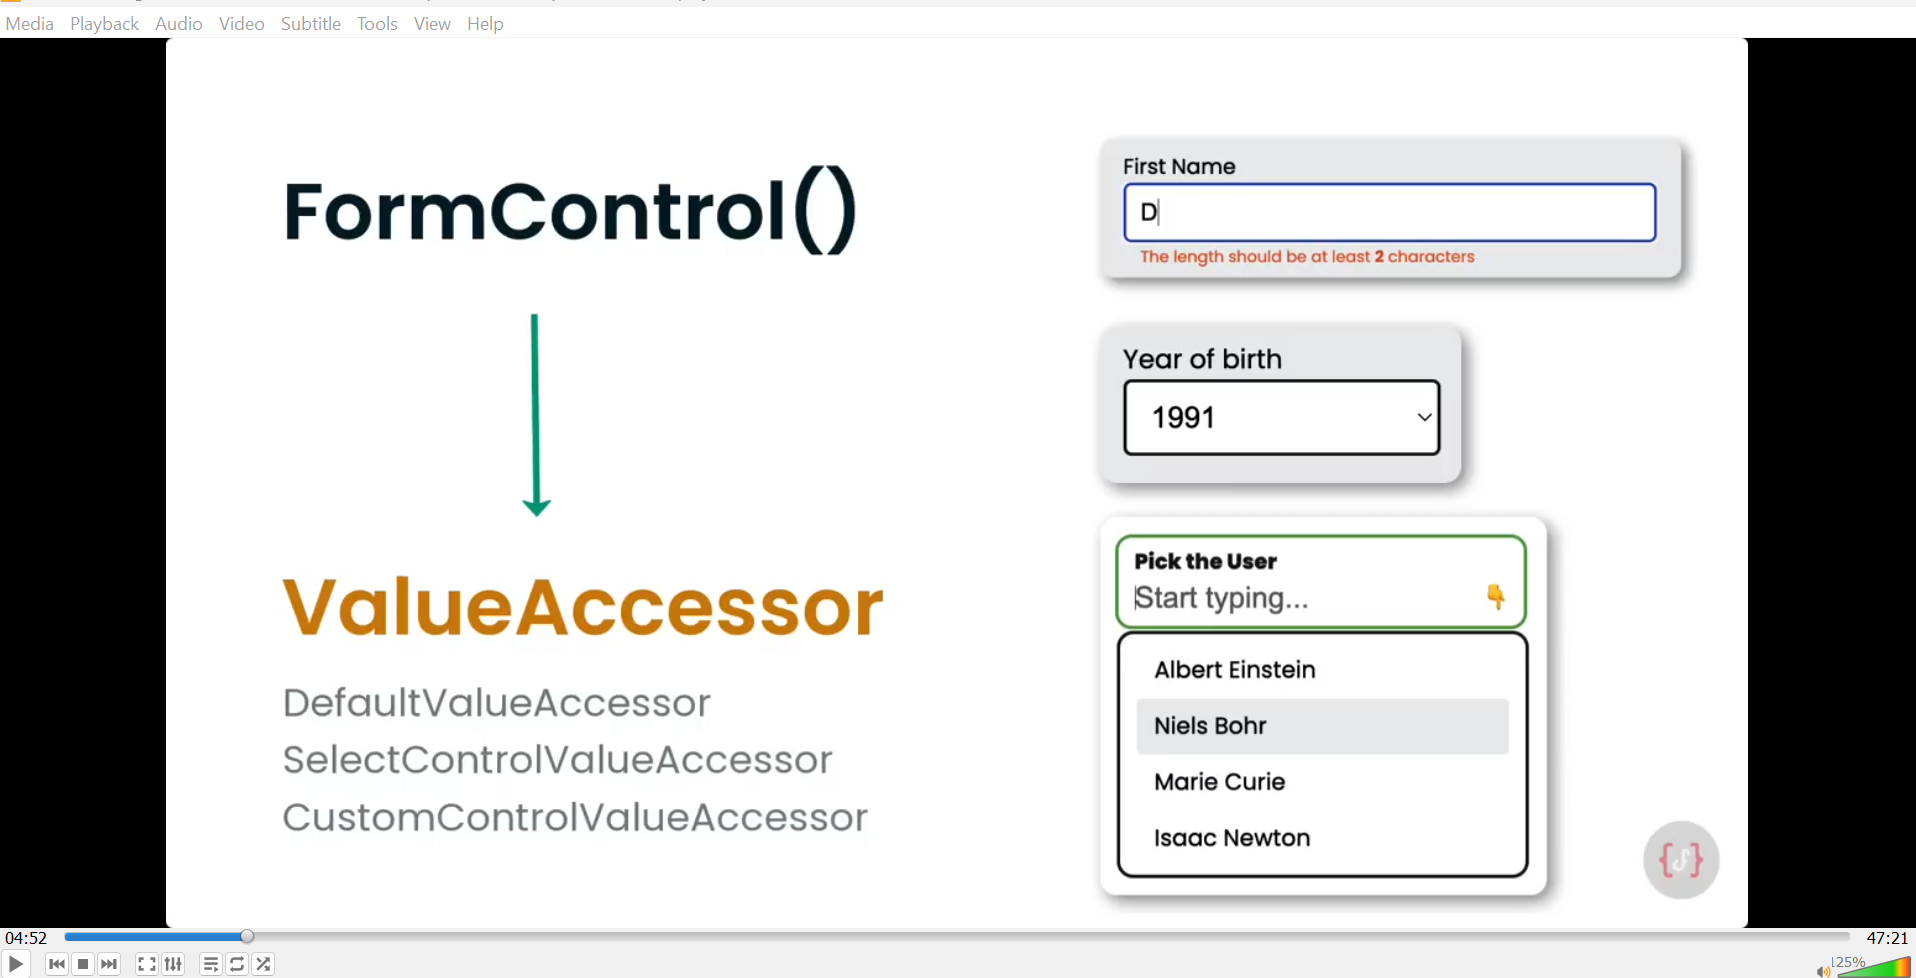 Media Playback Audio Video Subtitle Tools View Help
FormControl()
ValueAccessor
DefaultValueAccessor
SelectControlValueAccessor
CustomControlValueAccessor
First Name
D
The length should be at least 2 characters
Year of birth
1991
Pick the User
Start typing...
Albert Einstein
Niels Bohr
Marie Curie
Isaac Newton
04:52
47:21
125%